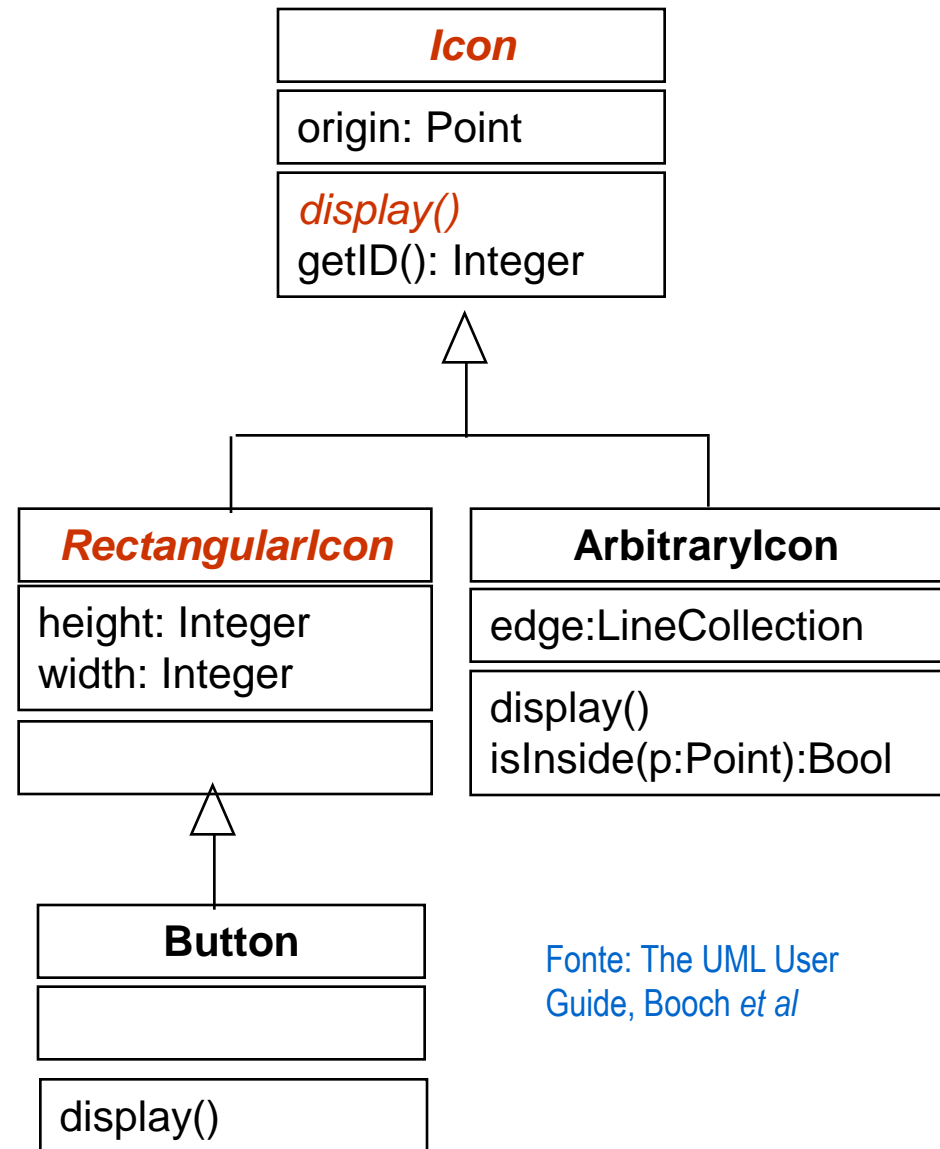 Icon
origin: Point
display()
getID(): Integer
RectangularIcon
height: Integer
width: Integer
ArbitraryIcon
edge:LineCollection
display()
isInside(p:Point):Bool
Button
display()
Fonte: The UML User
Guide, Booch et al